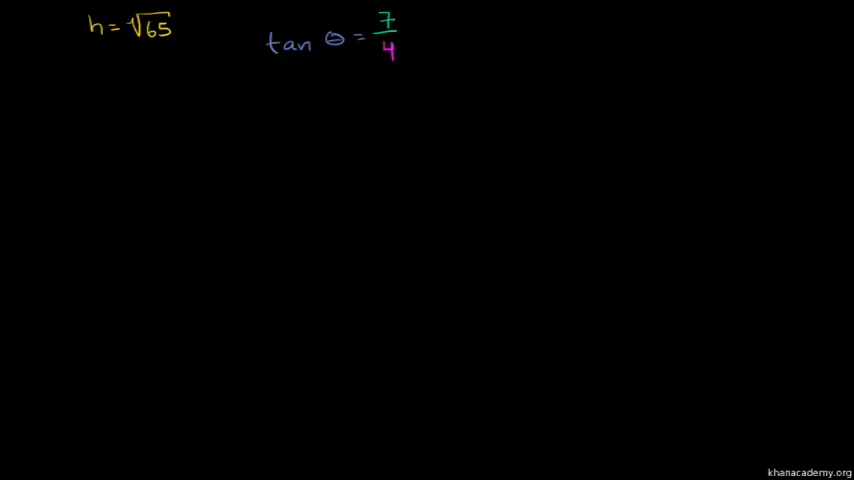 h = √65
tan θ = 7/4
khanacademy.org